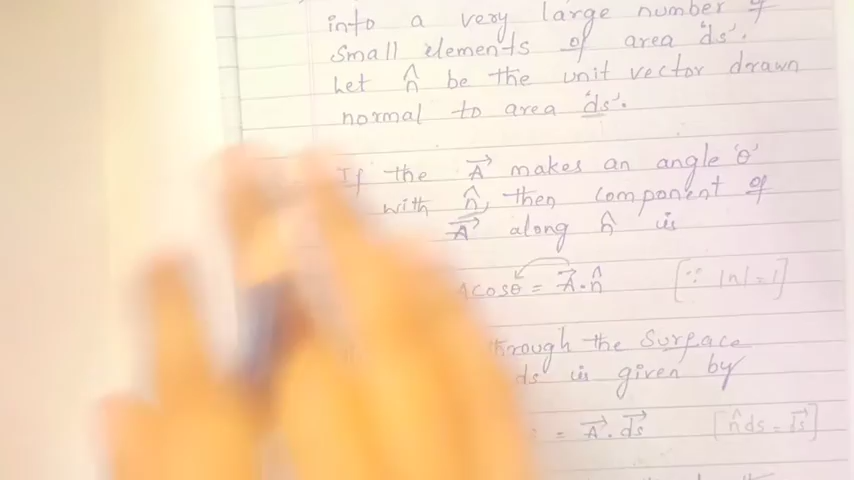 into a very large number of
small elements of area 'ds'.
Let n̂ be the unit vector drawn
normal to area 'ds'.
If the A⃗ makes an angle 'θ'
with n̂, then component of
A⃗ along n̂ is
Acosθ = A⃗.n̂ [∵ |n|=1]
through the Surface
ds is given by
= A⃗.d⃗s [n̂ds = d⃗s]